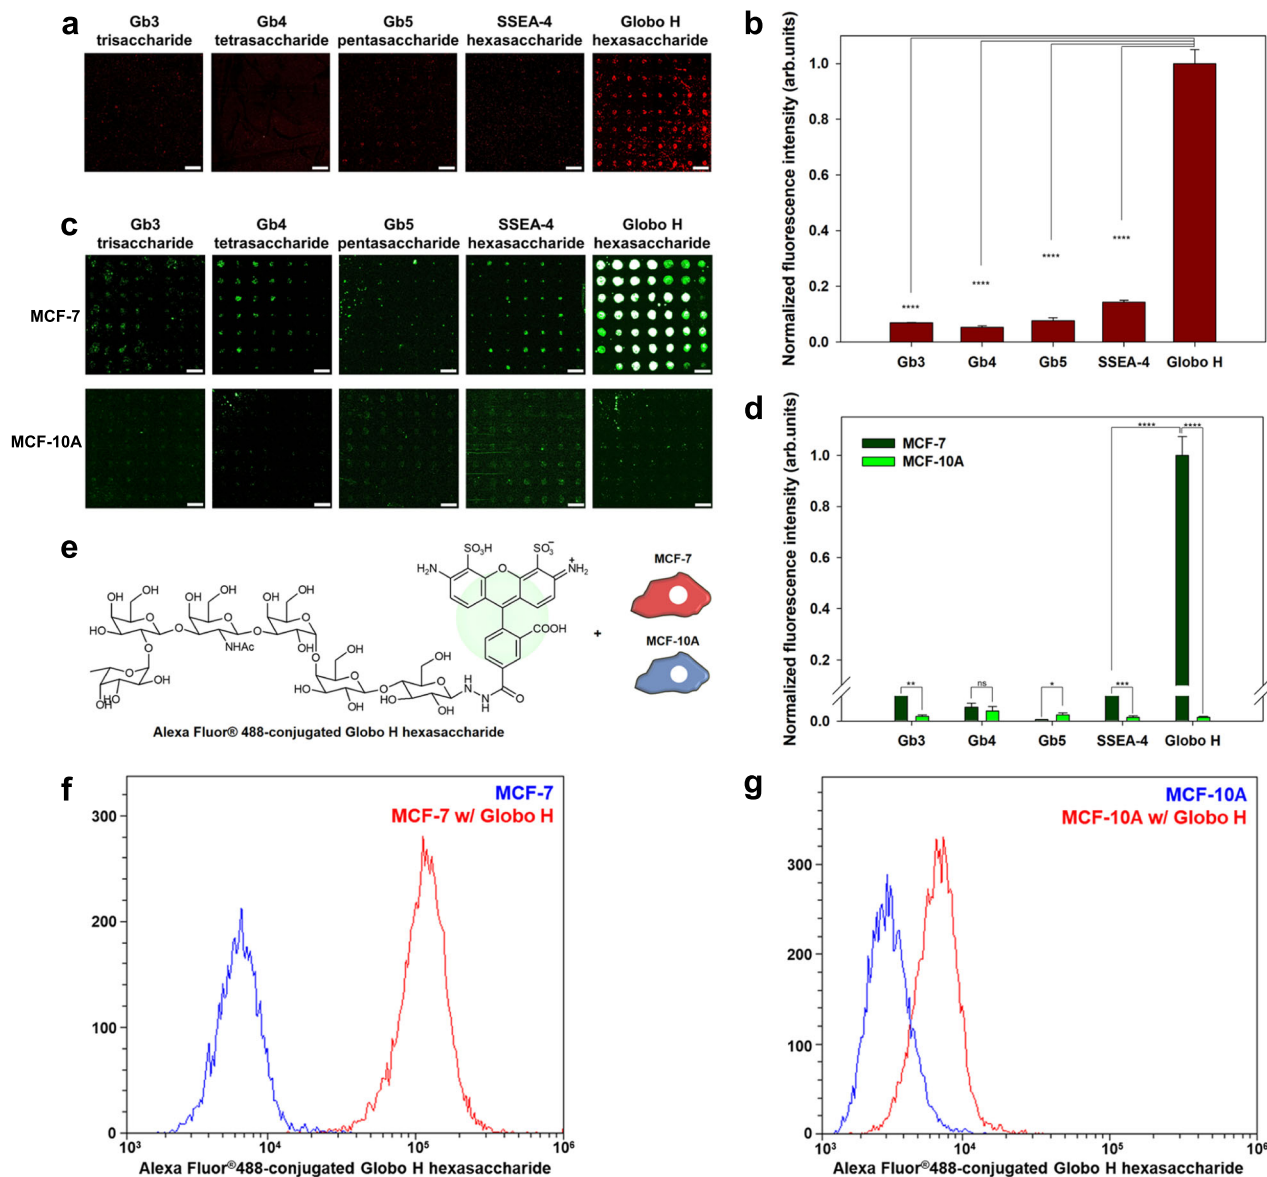 a
Gb3 trisaccharide
Gb4 tetrasaccharide
Gb5 pentasaccharide
SSEA-4 hexasaccharide
Globo H hexasaccharide
b
Normalized fluorescence intensity (arb.units)
1.0
0.8
0.6
0.4
0.2
0.0
****
****
****
****
Gb3 Gb4 Gb5 SSEA-4 Globo H
c
Gb3 trisaccharide
Gb4 tetrasaccharide
Gb5 pentasaccharide
SSEA-4 hexasaccharide
Globo H hexasaccharide
MCF-7
MCF-10A
d
Normalized fluorescence intensity (arb.units)
MCF-7
MCF-10A
1.0
0.8
0.6
0.4
0.2
0.0
**
ns
*
***
****
****
Gb3 Gb4 Gb5 SSEA-4 Globo H
e
OH OH OH OH OH OH
HO O O O O O
NHAc OH
O OH
OH OH
OH
HO O OH OH
H N N H O
SO3H SO3−
H2N O NH2 +
COOH
+
MCF-7
MCF-10A
Alexa Fluor® 488-conjugated Globo H hexasaccharide
f
MCF-7
MCF-7 w/ Globo H
300
200
100
0
10³ 10⁴ 10⁵ 10⁶
Alexa Fluor®488-conjugated Globo H hexasaccharide
g
MCF-10A
MCF-10A w/ Globo H
300
200
100
0
10³ 10⁴ 10⁵ 10⁶
Alexa Fluor®488-conjugated Globo H hexasaccharide